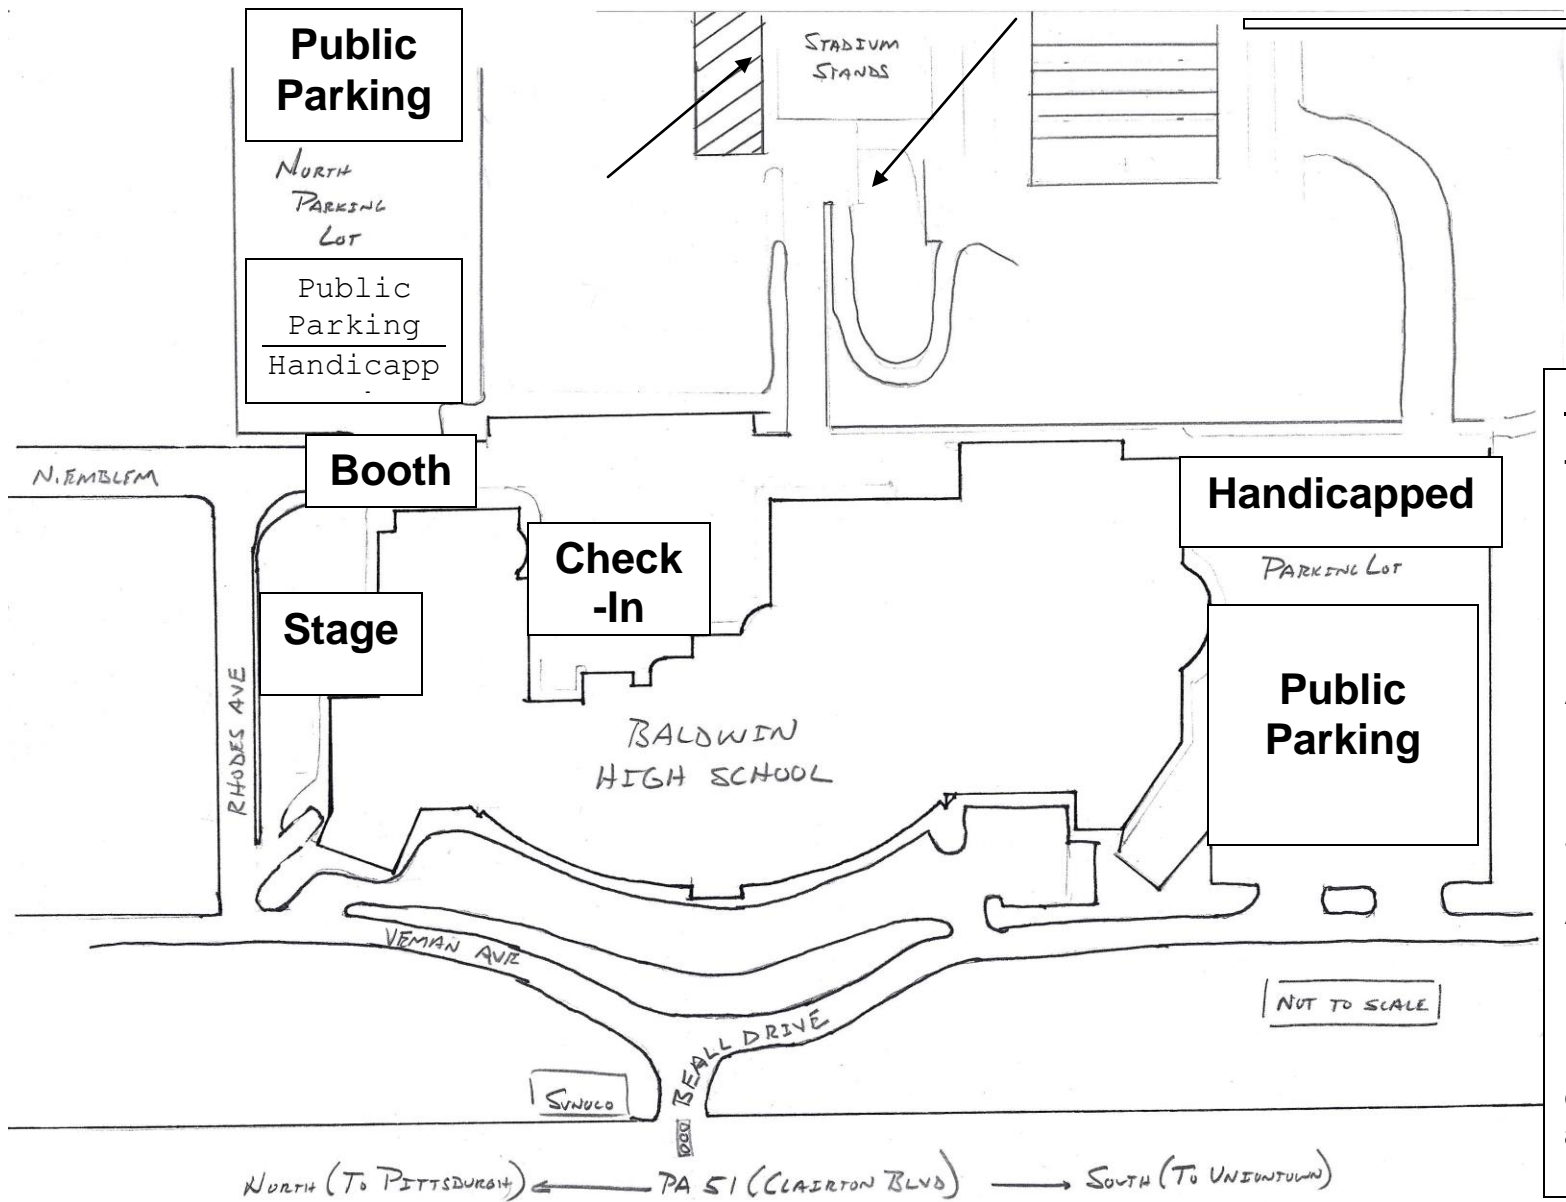 Public
Parking
STADIUM
STANDS
NORTH
PARKING
LOT
Public
Parking
Handicapp
N. EMBLEM
Booth
Handicapped
Check
-In
PARKING LOT
Stage
RHODES AVE
Public
Parking
BALDWIN
HIGH SCHOOL
VEMAN AVE
NOT TO SCALE
BEALL DRIVE
SUNOCO
NORTH (TO PITTSBURGH)
PA 51 (CLAIRTON BLVD)
SOUTH (TO UNIONTOWN)